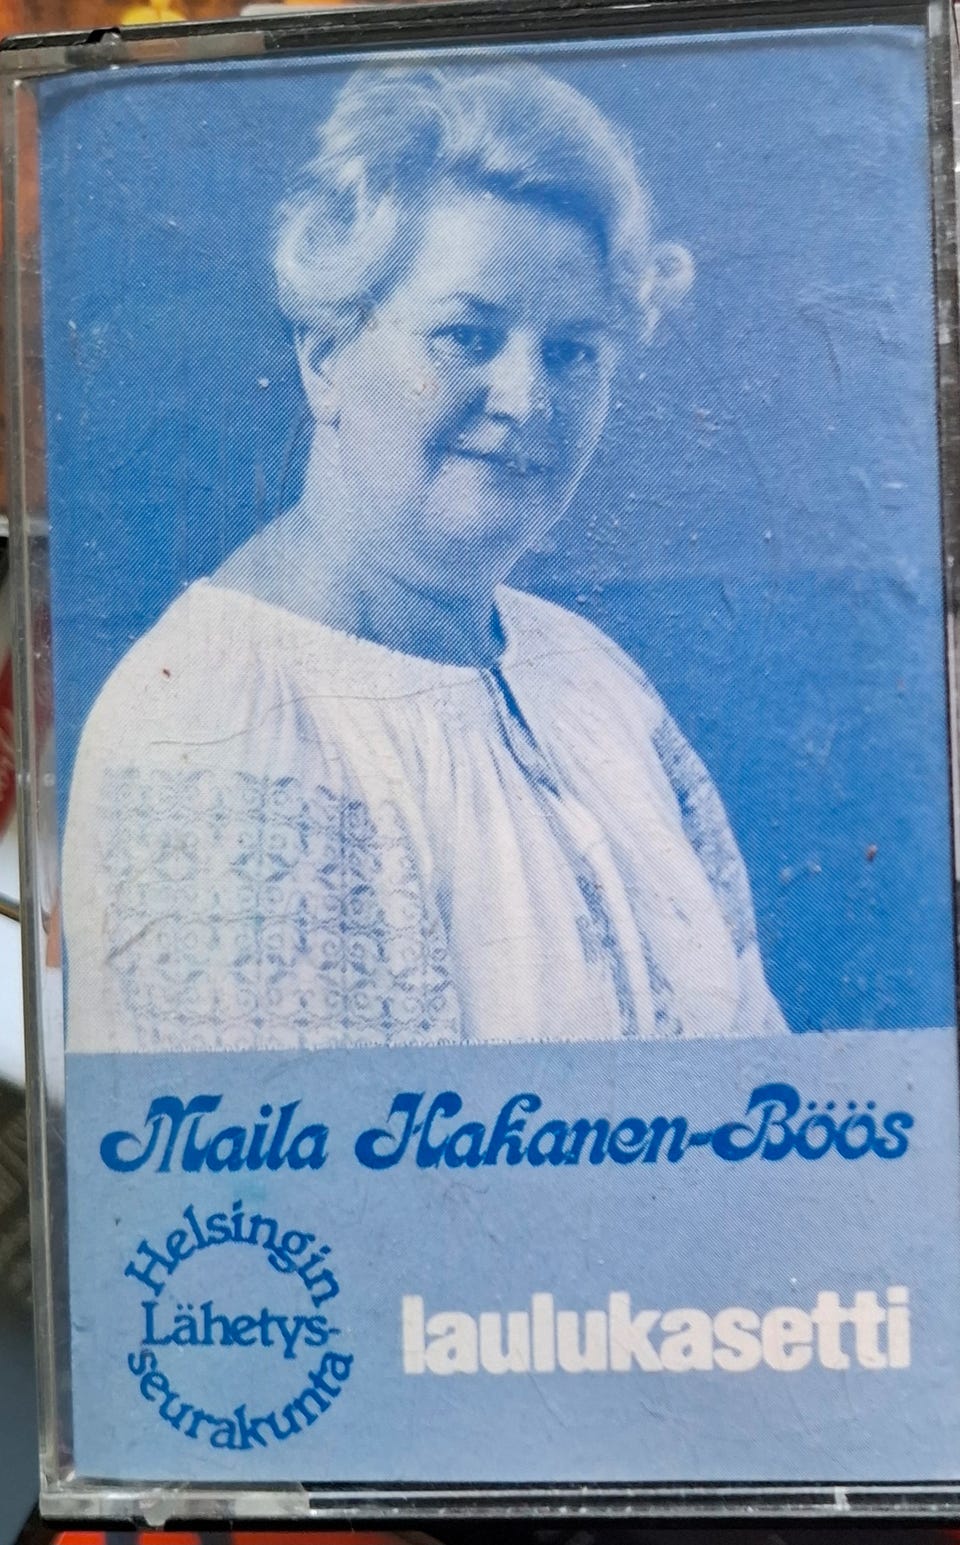 Maila Hakanen-Böös
Helsingin
Lähetys-
seurakunta
laulukasetti